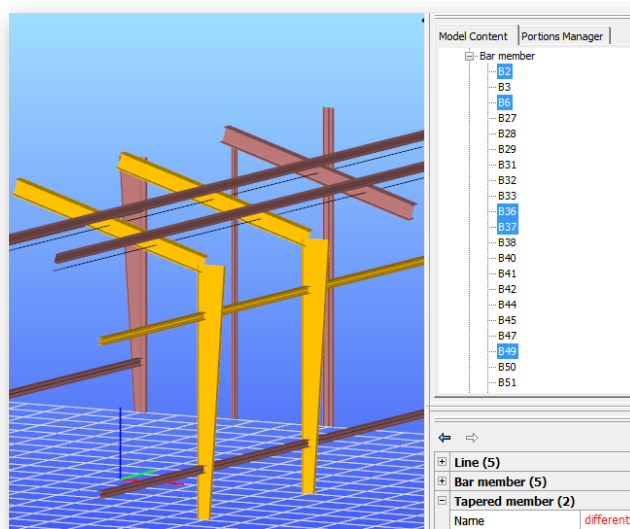 Model Content Portions Manager
Bar member
B2
B3
B6
B27
B28
B29
B31
B32
B33
B36
B37
B38
B40
B41
B42
B44
B45
B47
B49
B50
B51
Line (5)
Bar member (5)
Tapered member (2)
Name different